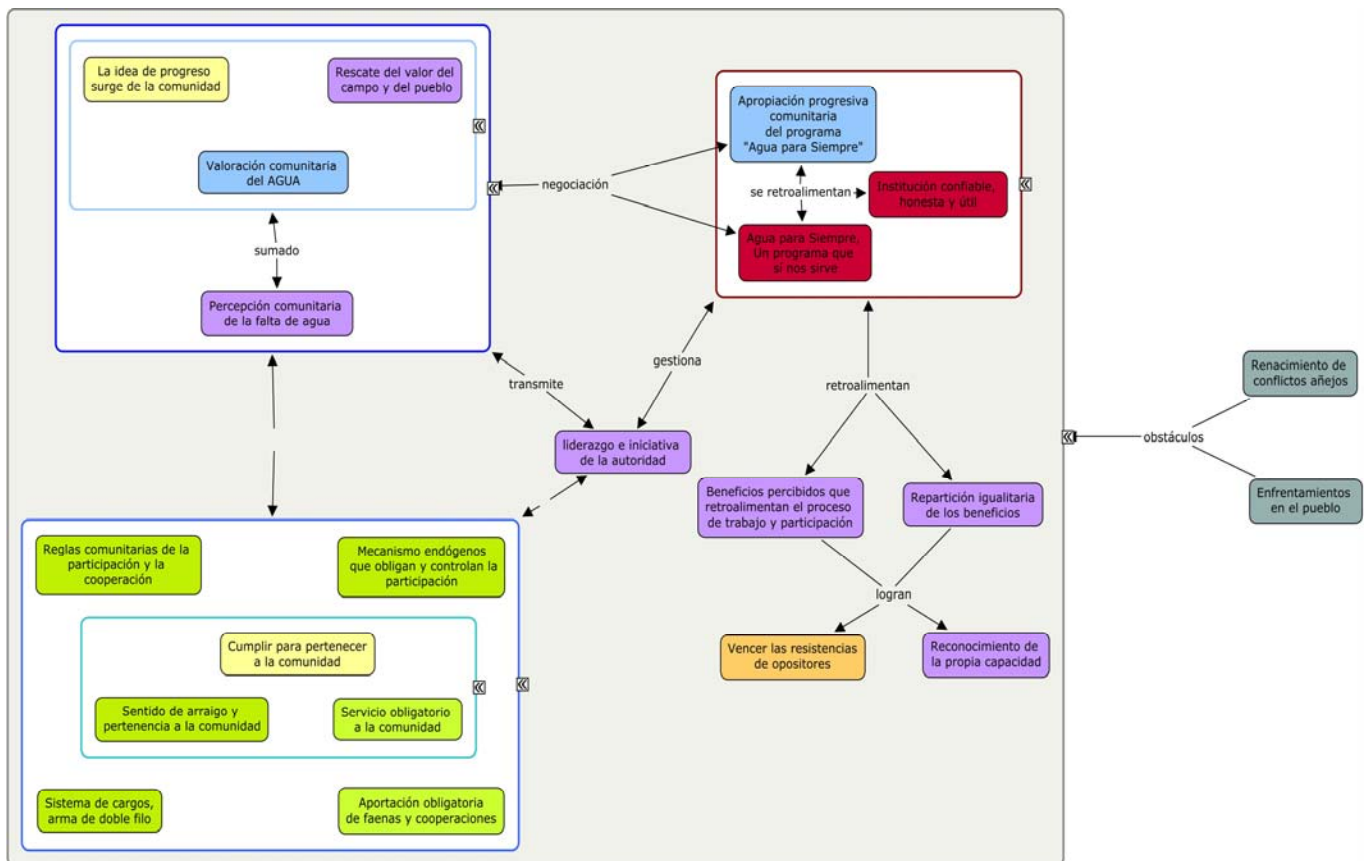 La idea de progreso
surge de la comunidad
Rescate del valor del
campo y del pueblo
Valoración comunitaria
del AGUA
sumado
Percepción comunitaria
de la falta de agua
negociación
Apropiación progresiva
comunitaria
del programa
"Agua para Siempre"
se retroalimentan
Institución confiable,
honesta y útil
Agua para Siempre,
Un programa que
si nos sirve
transmite
gestiona
liderazgo e iniciativa
de la autoridad
retroalimentan
Beneficios percibidos que
retroalimentan el proceso
de trabajo y participación
Repartición igualitaria
de los beneficios
logran
Vencer las resistencias
de opositores
Reconocimiento de
la propia capacidad
Renacimiento de
conflictos añejos
obstáculos
Enfrentamientos
en el pueblo
Reglas comunitarias de la
participación y la
cooperación
Mecanismo endógenos
que obligan y controlan la
participación
Cumplir para pertenecer
a la comunidad
Sentido de arraigo y
pertenencia a la comunidad
Servicio obligatorio
a la comunidad
Sistema de cargos,
arma de doble filo
Aportación obligatoria
de faenas y cooperaciones